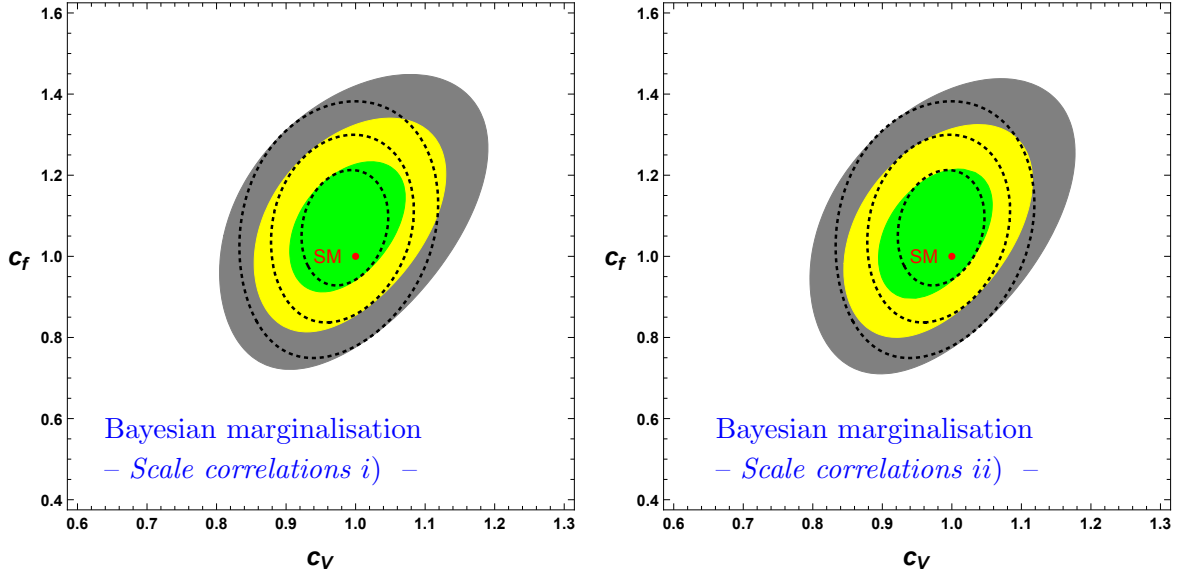 1.6
1.4
1.2
1.0
0.8
0.6
0.4
c_f
SM
Bayesian marginalisation
– Scale correlations i) –
0.6 0.7 0.8 0.9 1.0 1.1 1.2 1.3
c_V
1.6
1.4
1.2
1.0
0.8
0.6
0.4
c_f
SM
Bayesian marginalisation
– Scale correlations ii) –
0.6 0.7 0.8 0.9 1.0 1.1 1.2 1.3
c_V